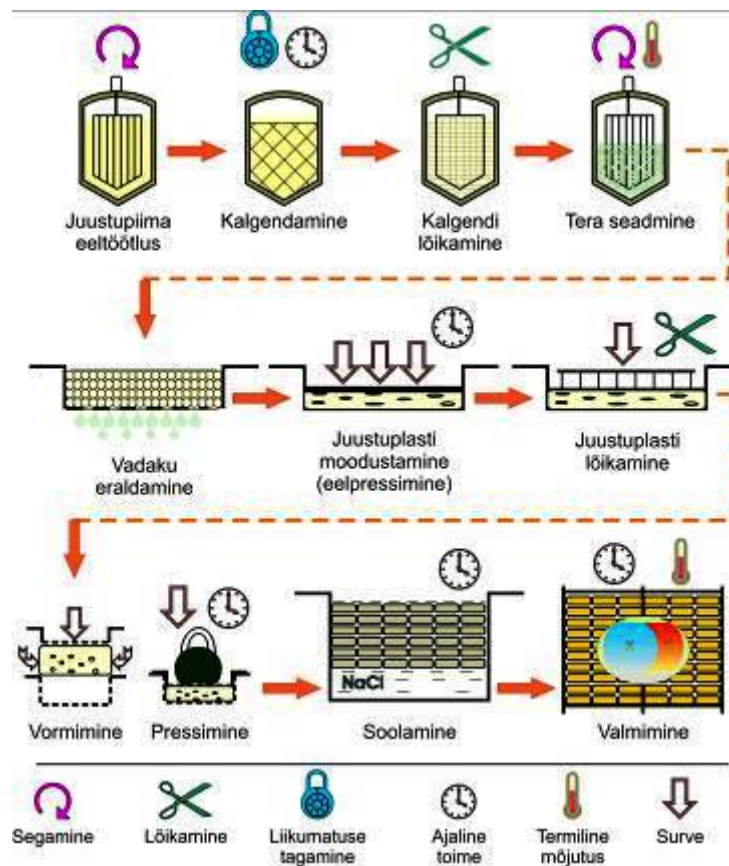 Juustupiima
eeltöötlus
Kalgendamine
Kalgendi
lõikamine
Tera seadmine
Vadaku
eraldamine
Juustuplasti
moodustamine
(eelpressimine)
Juustuplasti
lõikamine
NaCl
Vormimine
Pressimine
Soolamine
Valmimine
Segamine
Lõikamine
Liikumatuse
tagamine
Ajaline
toime
Termiline
mõjutus
Surve